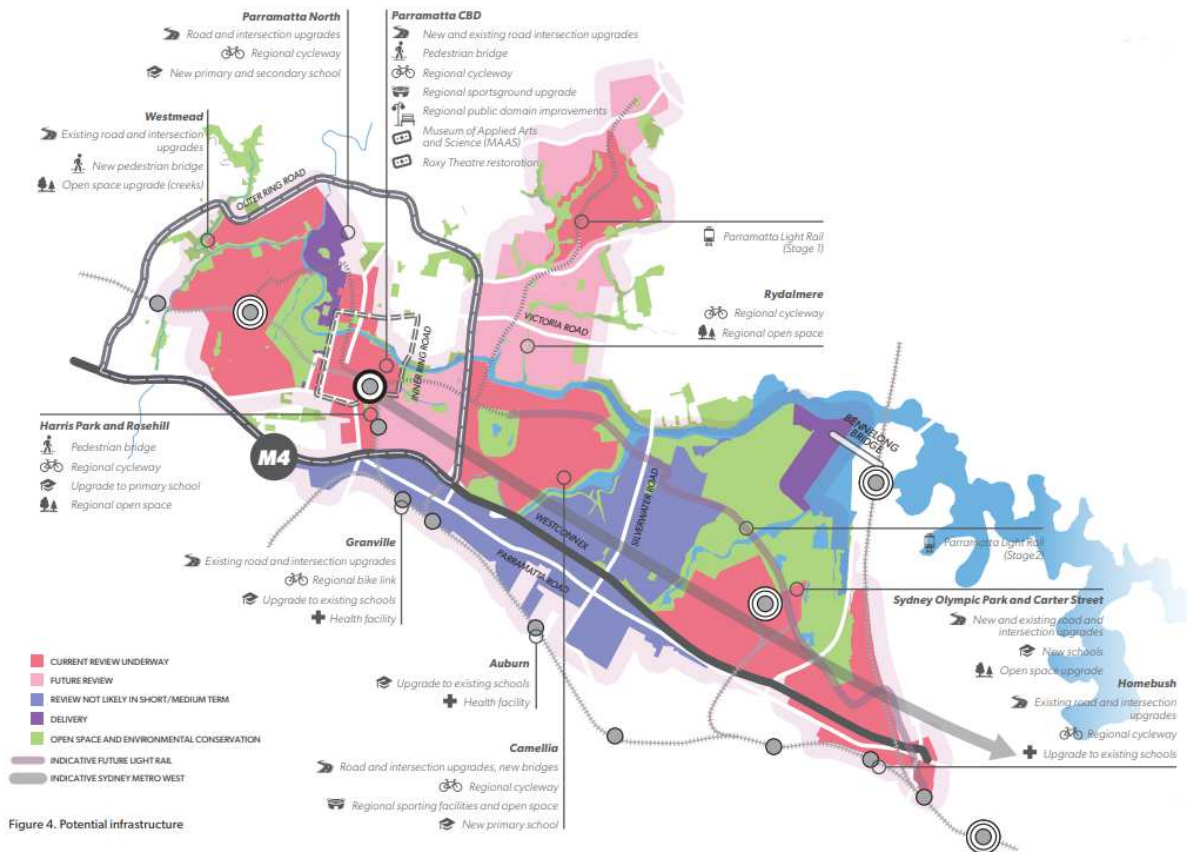 Parramatta North
Road and intersection upgrades
Regional cycleway
New primary and secondary school
Parramatta CBD
New and existing road intersection upgrades
Pedestrian bridge
Regional cycleway
Regional sportsground upgrade
Regional public domain improvements
Museum of Applied Arts
and Science (MAAS)
Roxy Theatre restoration
Westmead
Existing road and intersection
upgrades
New pedestrian bridge
Open space upgrade (creeks)
OUTER RING ROAD
Parramatta Light Rail
(Stage 1)
Rydalmere
Regional cycleway
Regional open space
VICTORIA ROAD
INNER RING ROAD
BENNELONG
BRIDGE
Harris Park and Rosehill
Pedestrian bridge
Regional cycleway
Upgrade to primary school
Regional open space
M4
WESTCONNEX
SILVERWATER ROAD
PARRAMATTA ROAD
Parramatta Light Rail
(Stage2)
Granville
Existing road and intersection upgrades
Regional bike link
Upgrade to existing schools
Health facility
Sydney Olympic Park and Carter Street
New and existing road and
intersection upgrades
New schools
Open space upgrade
Auburn
Upgrade to existing schools
Health facility
Homebush
Existing road and intersection
upgrades
Regional cycleway
Upgrade to existing schools
Camellia
Road and intersection upgrades, new bridges
Regional cycleway
Regional sporting facilities and open space
New primary school
CURRENT REVIEW UNDERWAY
FUTURE REVIEW
REVIEW NOT LIKELY IN SHORT/MEDIUM TERM
DELIVERY
OPEN SPACE AND ENVIRONMENTAL CONSERVATION
INDICATIVE FUTURE LIGHT RAIL
INDICATIVE SYDNEY METRO WEST
Figure 4. Potential infrastructure